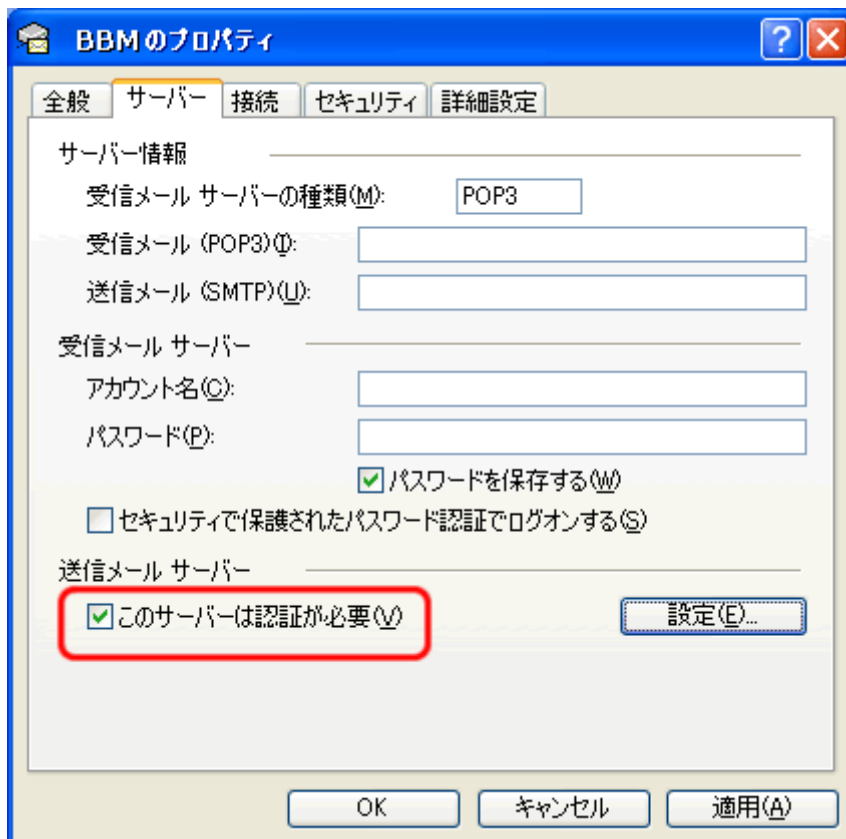 BBMのプロパティ
全般 サーバー 接続 セキュリティ 詳細設定
サーバー情報
受信メール サーバーの種類(M): POP3
受信メール (POP3)(I):
送信メール (SMTP)(U):
受信メール サーバー
アカウント名(C):
パスワード(P):
パスワードを保存する(W)
セキュリティで保護されたパスワード認証でログオンする(S)
送信メール サーバー
このサーバーは認証が必要(V) 設定(E)...
OK キャンセル 適用(A)